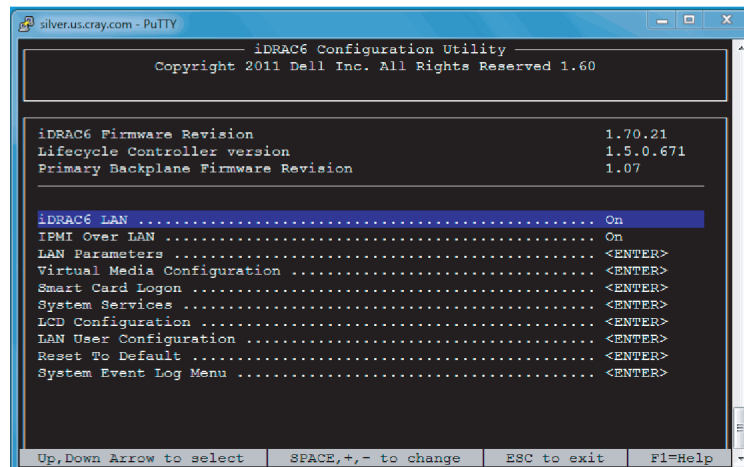 silver.us.cray.com - PuTTY
iDRAC6 Configuration Utility
Copyright 2011 Dell Inc. All Rights Reserved 1.60
iDRAC6 Firmware Revision 1.70.21
Lifecycle Controller version 1.5.0.671
Primary Backplane Firmware Revision 1.07
iDRAC6 LAN .................................................. On
IPMI Over LAN ............................................... On
LAN Parameters .............................................. <ENTER>
Virtual Media Configuration ................................. <ENTER>
Smart Card Logon ............................................ <ENTER>
System Services ............................................. <ENTER>
LCD Configuration ........................................... <ENTER>
LAN User Configuration ...................................... <ENTER>
Reset To Default ............................................ <ENTER>
System Event Log Menu ....................................... <ENTER>
Up,Down Arrow to select SPACE,+,- to change ESC to exit F1=Help